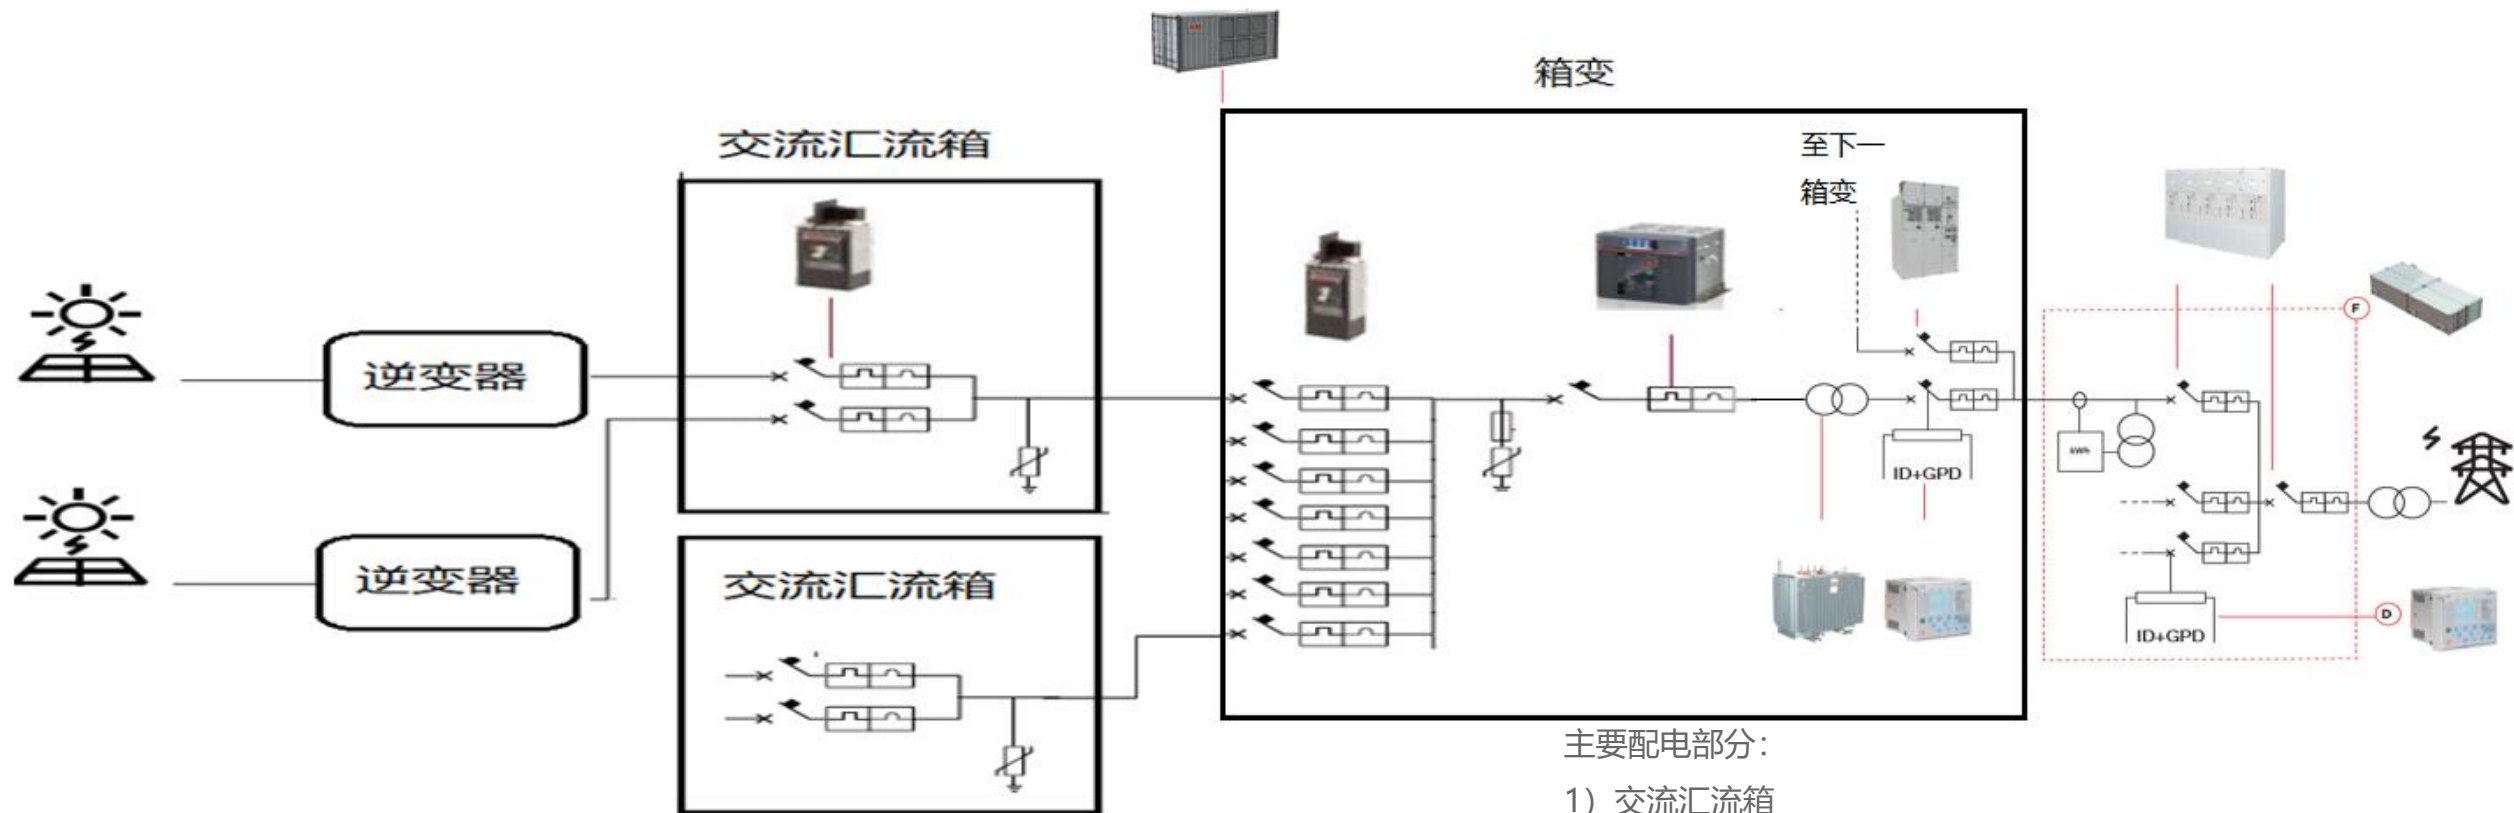 箱变
交流汇流箱
至下一
箱变
逆变器
逆变器
交流汇流箱
ID+GPD
F
kWh
ID+GPD
D
主要配电部分：
1）交流汇流箱